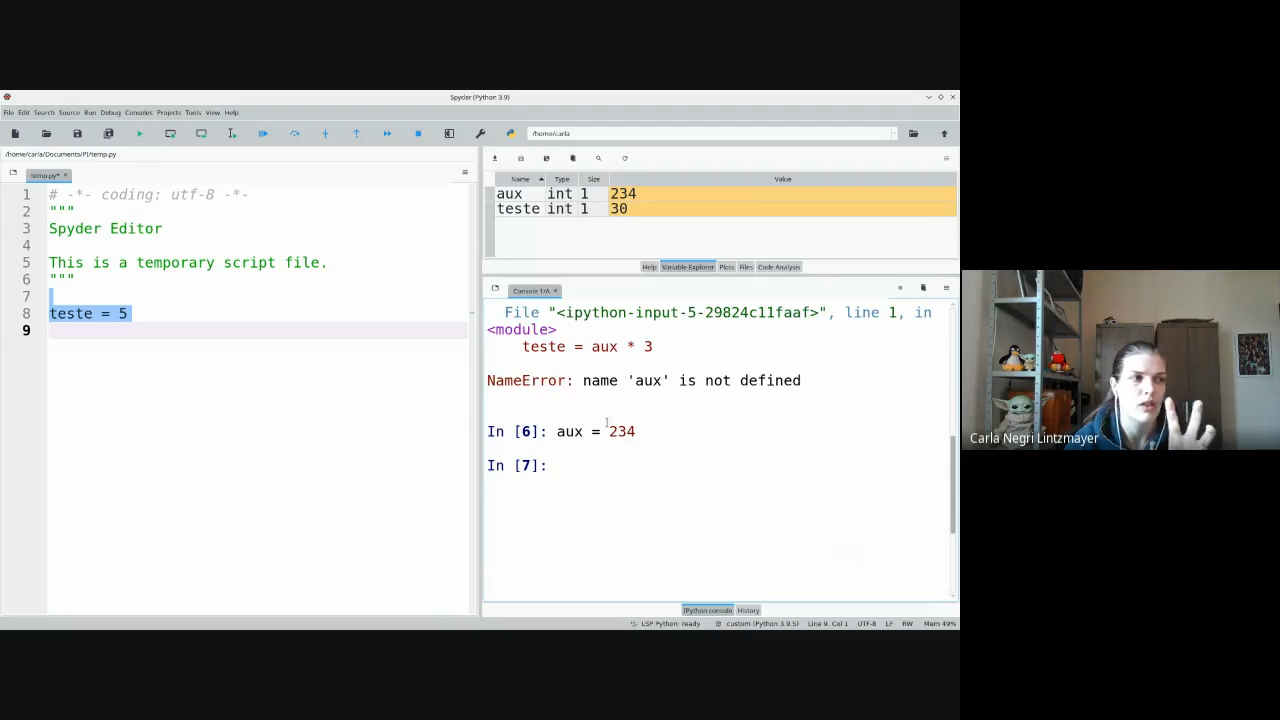 Spyder (Python 3.9)
File Edit Search Source Run Debug Consoles Projects Tools View Help
/home/carla
/home/carla/Documents/PI/temp.py
temp.py*
1 # -*- coding: utf-8 -*-
2 """
3 Spyder Editor
4
5 This is a temporary script file.
6 """
7
8 teste = 5
9
Name Type Size Value
aux int 1 234
teste int 1 30
Help Variable Explorer Plots Files Code Analysis
Console 1/A
File "<ipython-input-5-29824c11faaf>", line 1, in
<module>
teste = aux * 3
NameError: name 'aux' is not defined
In [6]: aux = 234
In [7]:
IPython console History
LSP Python: ready custom (Python 3.9.5) Line 9, Col 1 UTF-8 LF RW Mem 49%
Carla Negri Lintzmayer